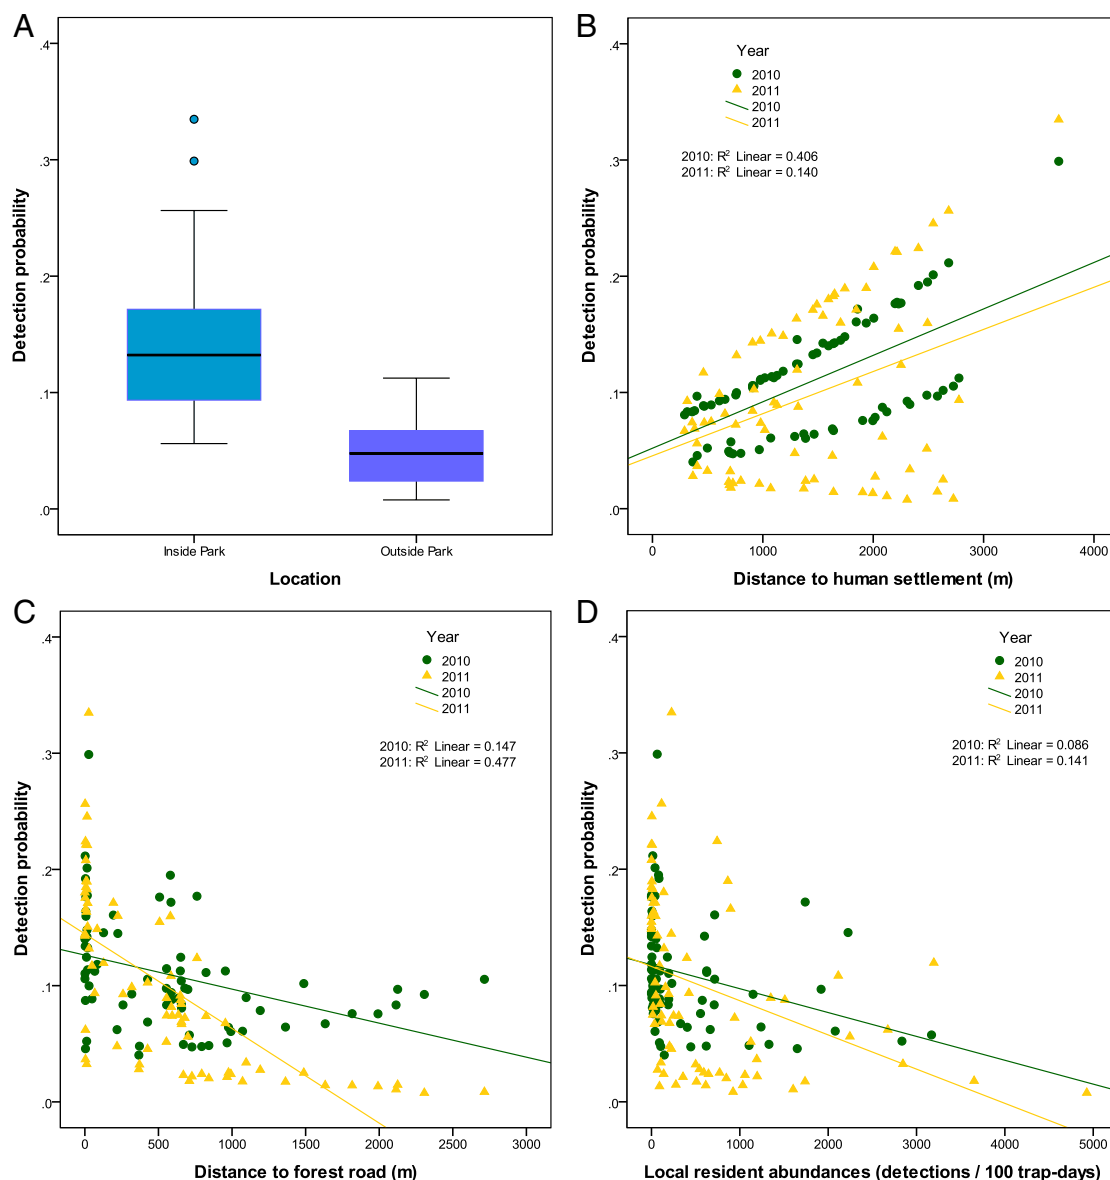 A
Detection probability
.4
.3
.2
.1
.0
Inside Park
Outside Park
Location
B
Detection probability
.4
.3
.2
.1
.0
Year
2010
2011
2010
2011
2010: R² Linear = 0.406
2011: R² Linear = 0.140
0 1000 2000 3000 4000
Distance to human settlement (m)
C
Detection probability
.4
.3
.2
.1
.0
Year
2010
2011
2010
2011
2010: R² Linear = 0.147
2011: R² Linear = 0.477
0 500 1000 1500 2000 2500 3000
Distance to forest road (m)
D
Detection probability
.4
.3
.2
.1
.0
Year
2010
2011
2010
2011
2010: R² Linear = 0.086
2011: R² Linear = 0.141
0 1000 2000 3000 4000 5000
Local resident abundances (detections / 100 trap-days)